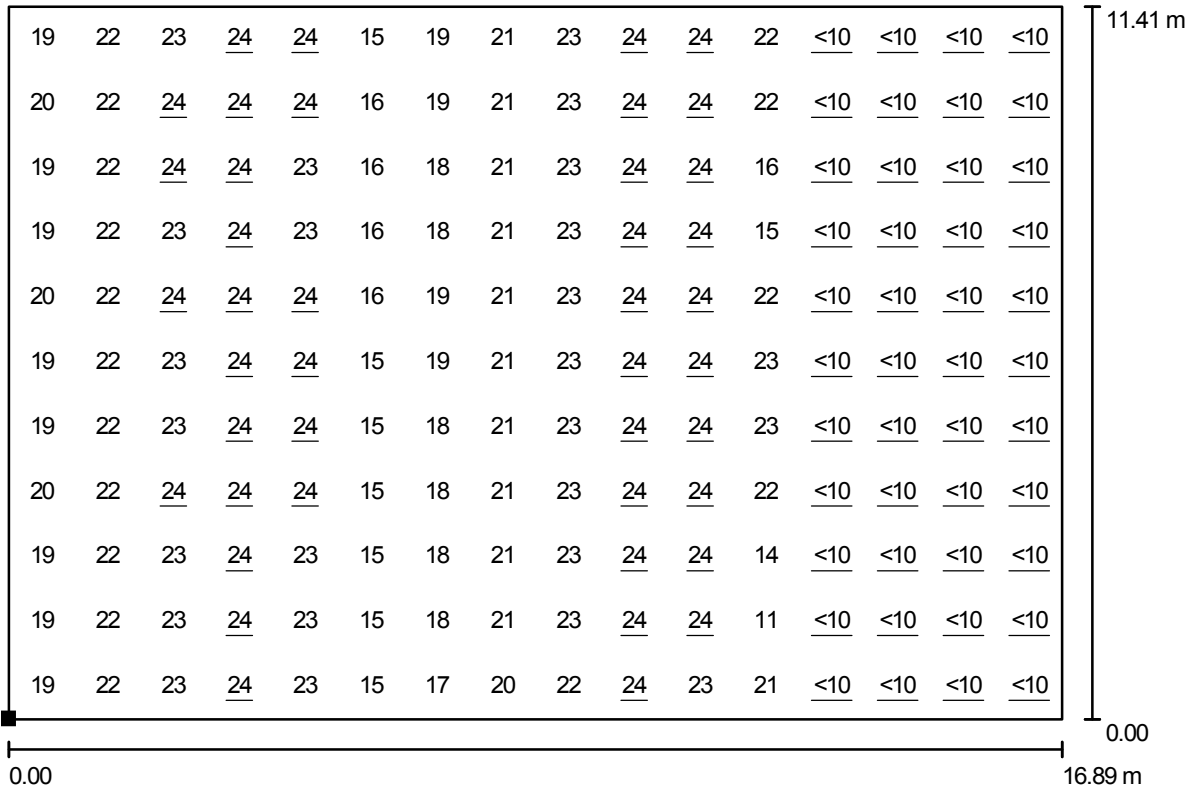 19 22 23 24 24 15 19 21 23 24 24 22 <10 <10 <10 <10 11.41 m
20 22 24 24 24 16 19 21 23 24 24 22 <10 <10 <10 <10
19 22 24 24 23 16 18 21 23 24 24 16 <10 <10 <10 <10
19 22 23 24 23 16 18 21 23 24 24 15 <10 <10 <10 <10
20 22 24 24 24 16 19 21 23 24 24 22 <10 <10 <10 <10
19 22 23 24 24 15 19 21 23 24 24 23 <10 <10 <10 <10
19 22 23 24 24 15 18 21 23 24 24 23 <10 <10 <10 <10
20 22 24 24 24 15 18 21 23 24 24 22 <10 <10 <10 <10
19 22 23 24 23 15 18 21 23 24 24 14 <10 <10 <10 <10
19 22 23 24 23 15 18 21 23 24 24 11 <10 <10 <10 <10
19 22 23 24 23 15 17 20 22 24 23 21 <10 <10 <10 <10
0.00
0.00 16.89 m